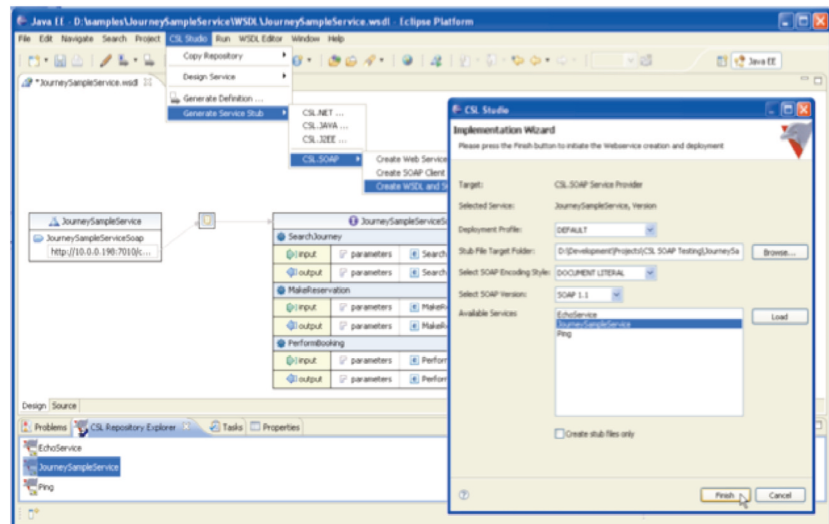 Java EE - D:\samples\JourneySampleService\WSDL\JourneySampleService.wsdl - Eclipse Platform
File Edit Navigate Search Project CSL Studio Run WSDL Editor Window Help
Java EE
*JourneySampleService.wsdl
Copy Repository
Design Service
Generate Definition ...
Generate Service Stub
CSL.NET ...
CSL.JAVA ...
CSL.J2EE ...
CSL.SOAP
Create Web Service
Create SOAP Client
Create WSDL and
JourneySampleService
JourneySampleServiceSoap
http://10.0.0.198:7010/c...
JourneySampleServiceS
SearchJourney
input parameters Search
output parameters Search
MakeReservation
input parameters MakeR
output parameters MakeR
PerformBooking
input parameters Perform
output parameters Perform
Design Source
Problems CSL Repository Explorer Tasks Properties
EchoService
JourneySampleService
Ping
CSL Studio
Implementation Wizard
Please press the Finish button to initiate the Webservice creation and deployment
Target: CSL.SOAP Service Provider
Selected Service: JourneySampleService, Version
Deployment Profile: DEFAULT
Stub File Target Folder: D:\Development\Projects\CSL SOAP Testing\JourneySa Browse...
Select SOAP Encoding Style: DOCUMENT LITERAL
Select SOAP Version: SOAP 1.1
Available Services EchoService Load
JourneySampleService
Ping
Create stub files only
Finish Cancel